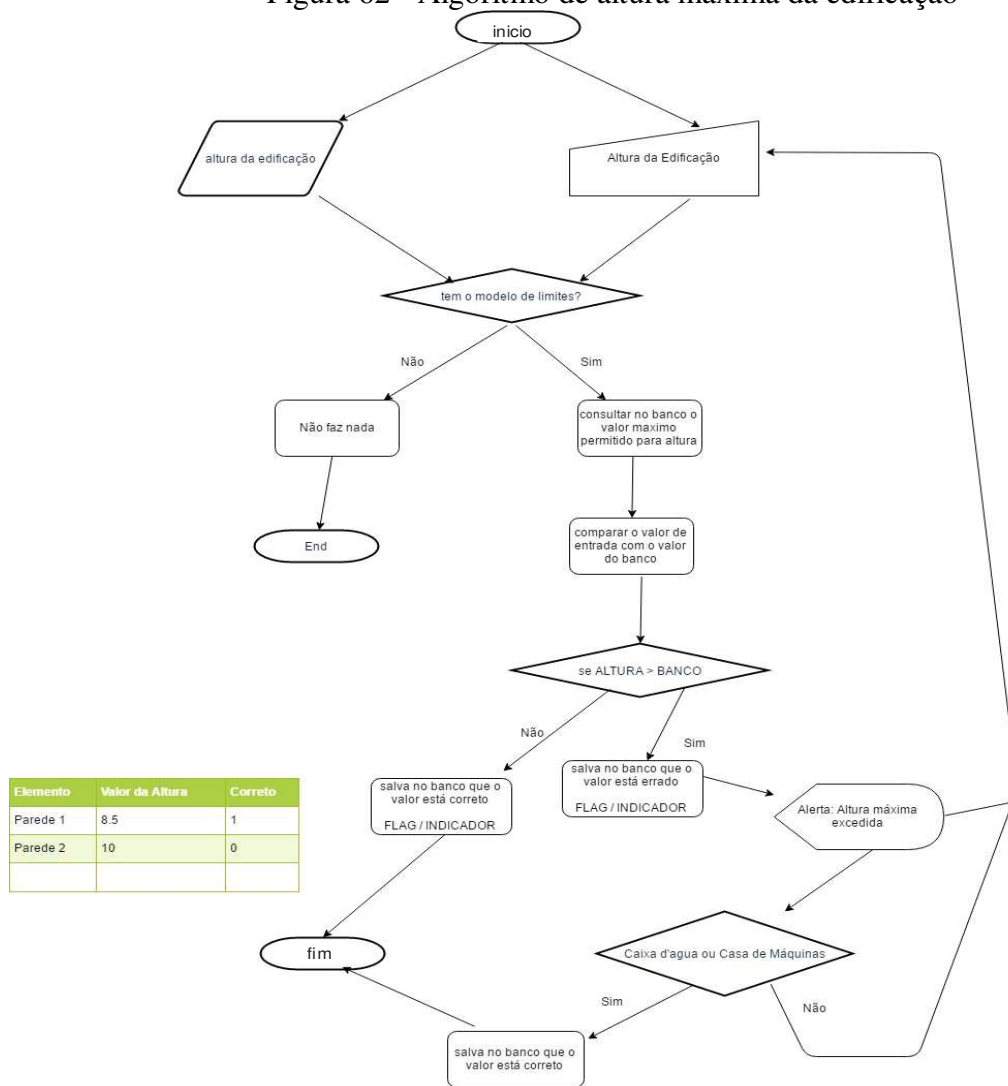 Figura 62 - Algoritmo de altura máxima da edificação
inicio
altura da edificação
Altura da Edificação
tem o modelo de limites?
Não
Sim
Não faz nada
consultar no banco o
valor maximo
permitido para altura
End
comparar o valor de
entrada com o valor
do banco
se ALTURA > BANCO
Não
Sim
salva no banco que o
valor está correto
FLAG / INDICADOR
salva no banco que o
valor está errado
FLAG / INDICADOR
Alerta: Altura máxima
excedida
Elemento Valor da Altura Correto
Parede 1 8.5 1
Parede 2 10 0
fim
Caixa d'agua ou Casa de Máquinas
Sim
Não
salva no banco que o
valor está correto